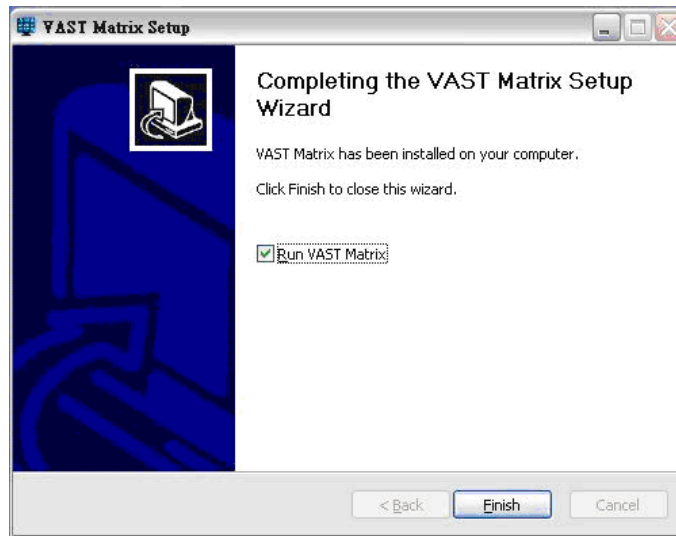 VAST Matrix Setup
Completing the VAST Matrix Setup
Wizard
VAST Matrix has been installed on your computer.
Click Finish to close this wizard.
Run VAST Matrix
< Back
Finish
Cancel